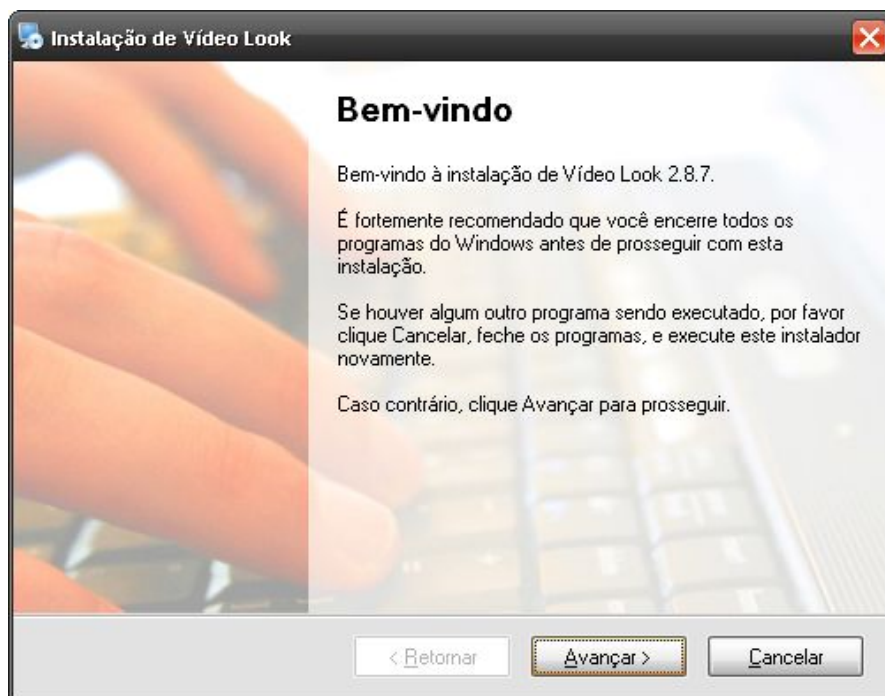 Instalação de Vídeo Look
Bem-vindo
Bem-vindo à instalação de Vídeo Look 2.8.7.
É fortemente recomendado que você encerre todos os
programas do Windows antes de prosseguir com esta
instalação.
Se houver algum outro programa sendo executado, por favor
clique Cancelar, feche os programas, e execute este instalador
novamente.
Caso contrário, clique Avançar para prosseguir.
< Retornar
Avançar >
Cancelar